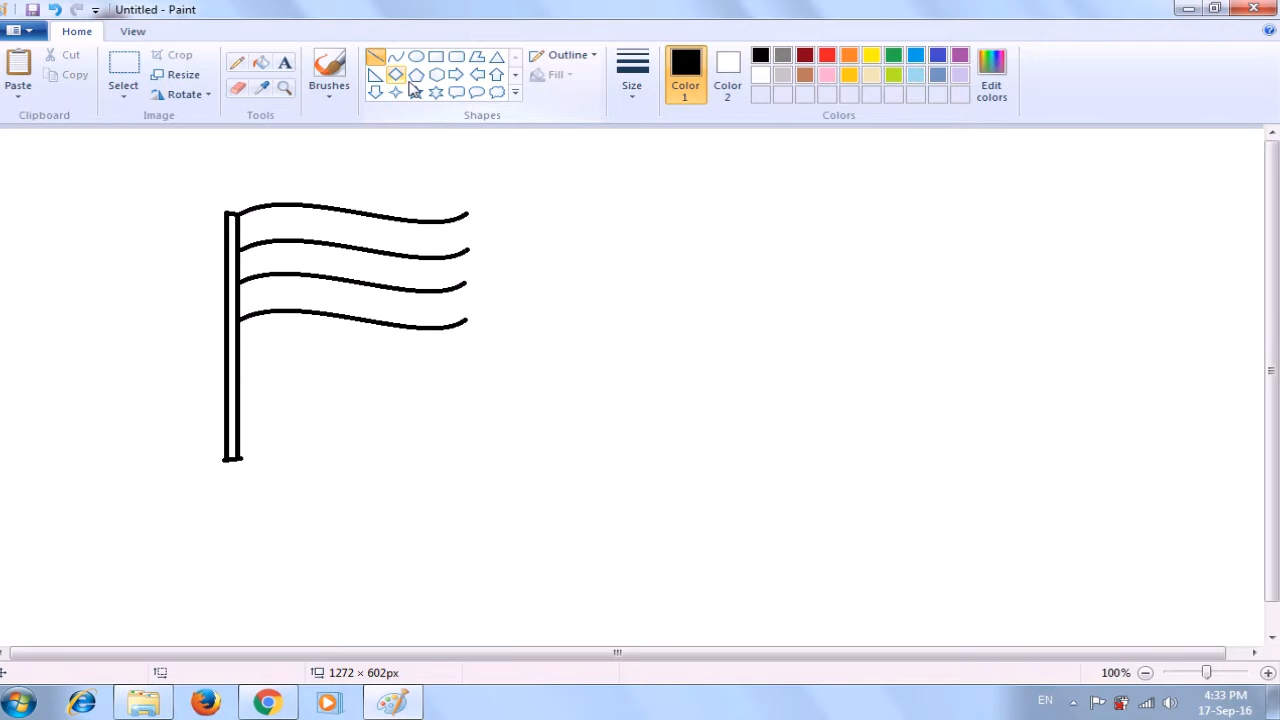 Untitled - Paint
Home
View
Paste
Cut
Copy
Clipboard
Select
Crop
Resize
Rotate
Image
A
Tools
Brushes
Shapes
Outline
Fill
Size
Color 1
Color 2
Edit colors
Colors
1272 × 602px
100%
EN
4:33 PM
17-Sep-16